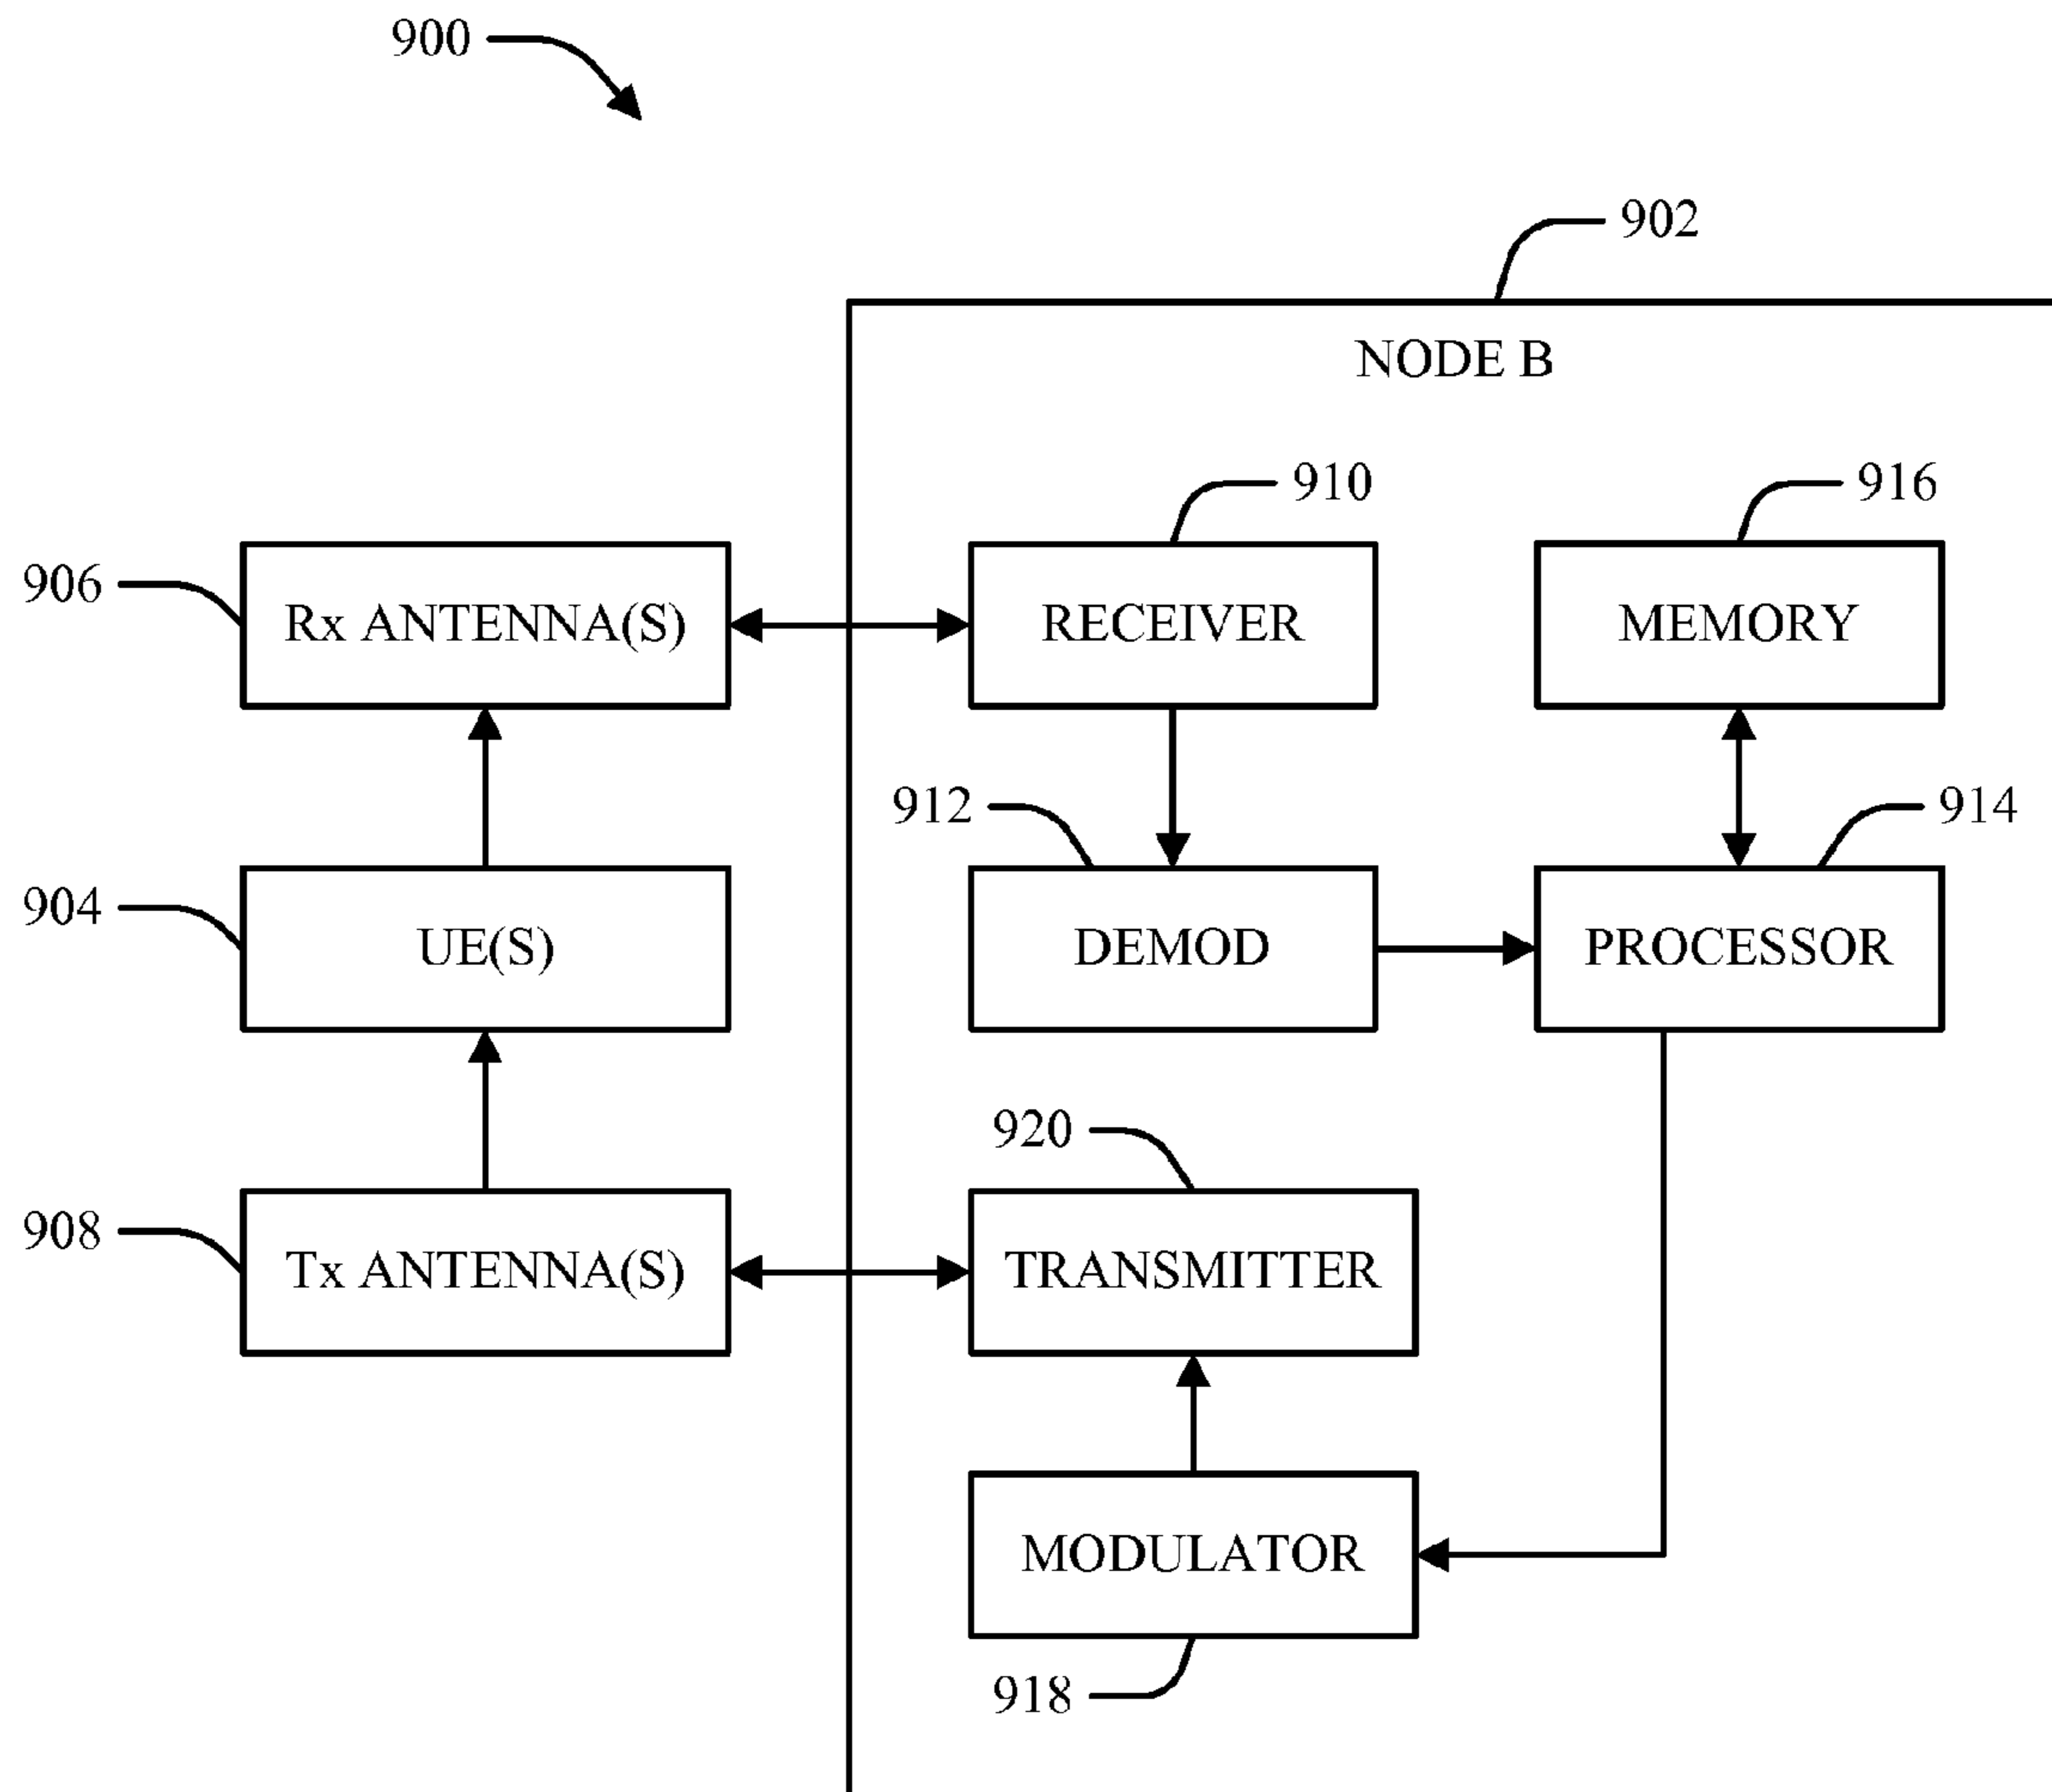 900
902
NODE B
910
916
906
Rx ANTENNA(S)
RECEIVER
MEMORY
912
914
904
UE(S)
DEMOD
PROCESSOR
920
908
Tx ANTENNA(S)
TRANSMITTER
MODULATOR
918